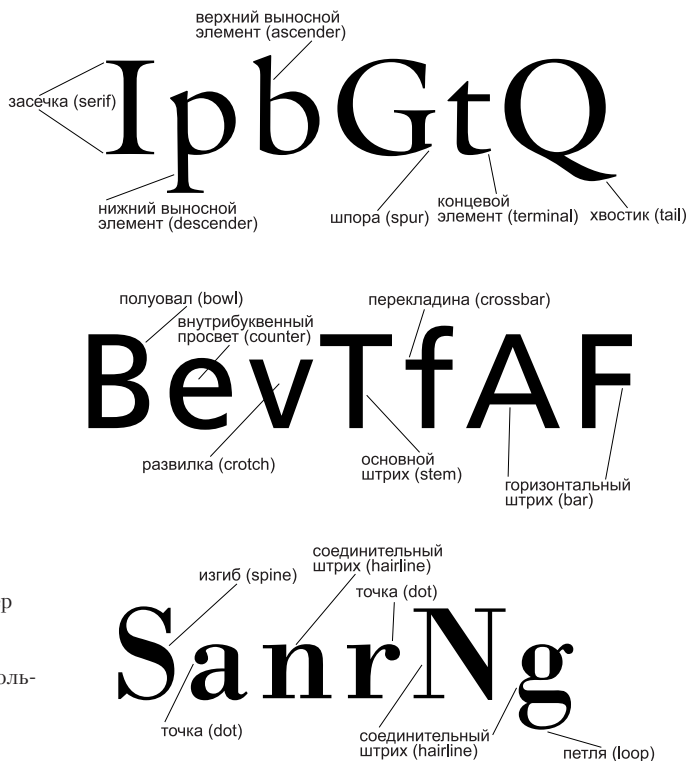 верхний выносной
элемент (ascender)
засечка (serif)
IpbGtQ
нижний выносной
элемент (descender)
шпора (spur)
концевой
элемент (terminal)
хвостик (tail)
полуовал (bowl)
перекладина (crossbar)
внутрибуквенный
просвет (counter)
BevTfAF
развилка (crotch)
основной
штрих (stem)
горизонтальный
штрих (bar)
соединительный
штрих (hairline)
изгиб (spine)
точка (dot)
р
SanrNg
оль-
точка (dot)
соединительный
штрих (hairline)
петля (loop)